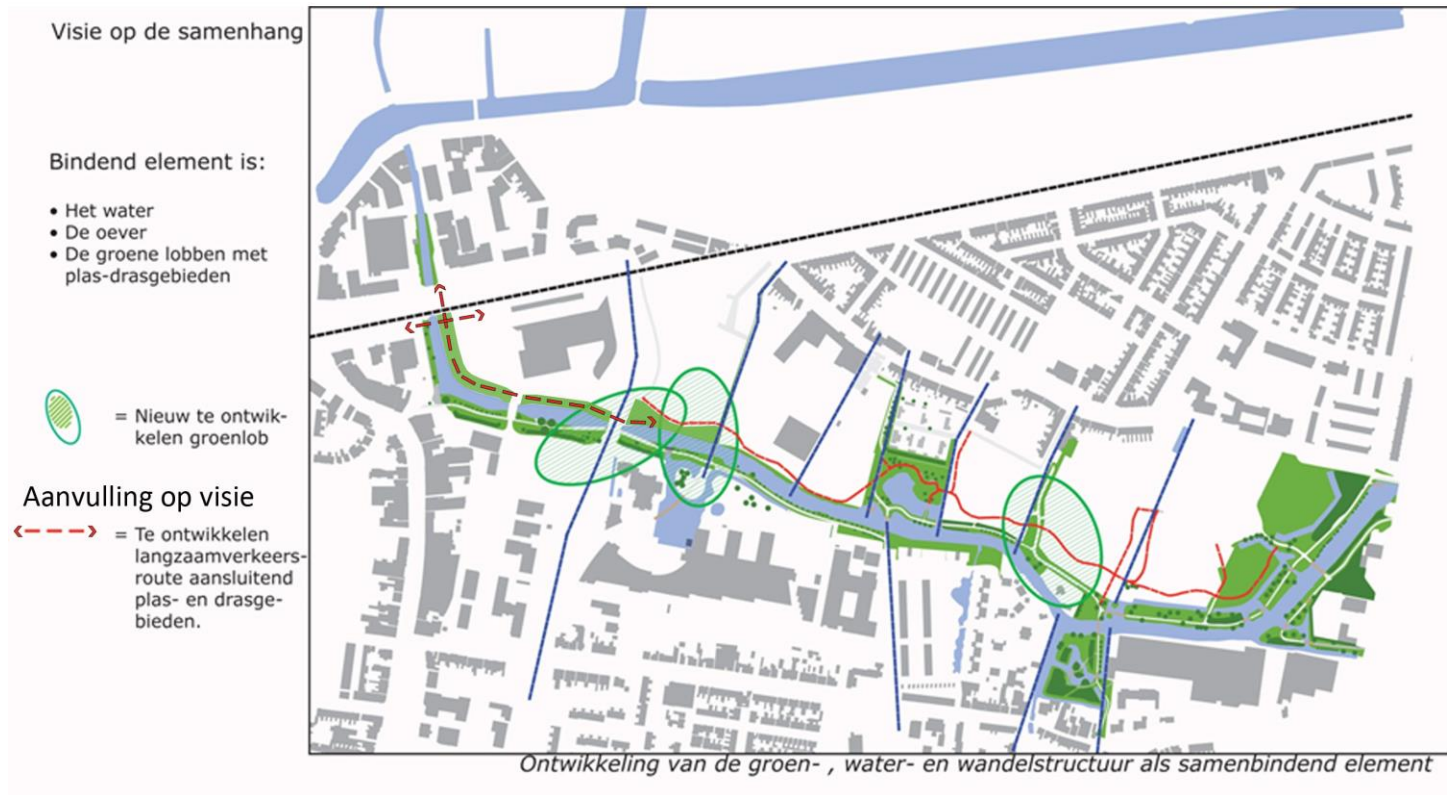 Visie op de samenhang
Bindend element is:
• Het water
• De oever
• De groene lobben met
plas-drasgebieden
= Nieuw te ontwik-
kelen groenlob
Aanvulling op visie
= Te ontwikkelen
langzaamverkeers-
route aansluitend
plas- en drasge-
bieden.
Ontwikkeling van de groen- , water- en wandelstructuur als samenbindend element